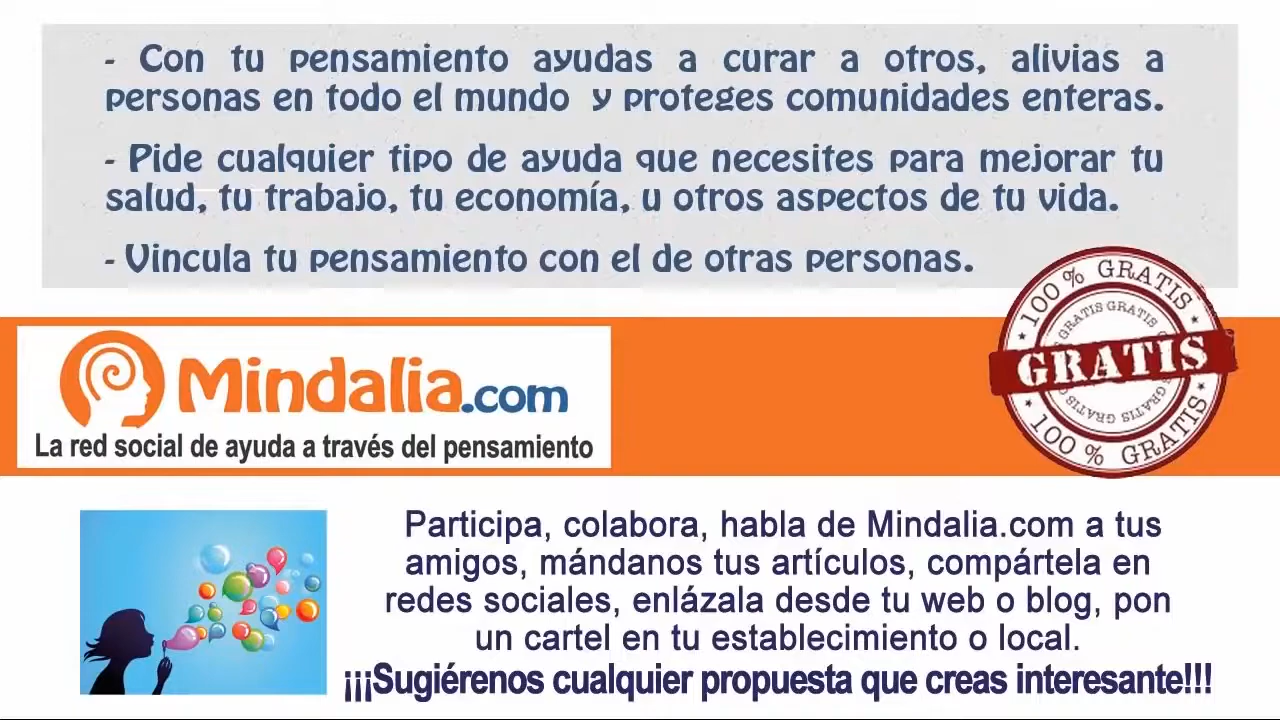 - Con tu pensamiento ayudas a curar a otros, alivias a
personas en todo el mundo y proteges comunidades enteras.
- Pide cualquier tipo de ayuda que necesites para mejorar tu
salud, tu trabajo, tu economía, u otros aspectos de tu vida.
- Vincula tu pensamiento con el de otras personas.
100 % GRATIS
GRATIS GRATIS GRATIS
GRATIS
GRATIS GRATIS GRATIS
100 % GRATIS
Mindalia.com
La red social de ayuda a través del pensamiento
Participa, colabora, habla de Mindalia.com a tus
amigos, mándanos tus artículos, compártela en
redes sociales, enlázala desde tu web o blog, pon
un cartel en tu establecimiento o local.
¡¡¡Sugiérenos cualquier propuesta que creas interesante!!!